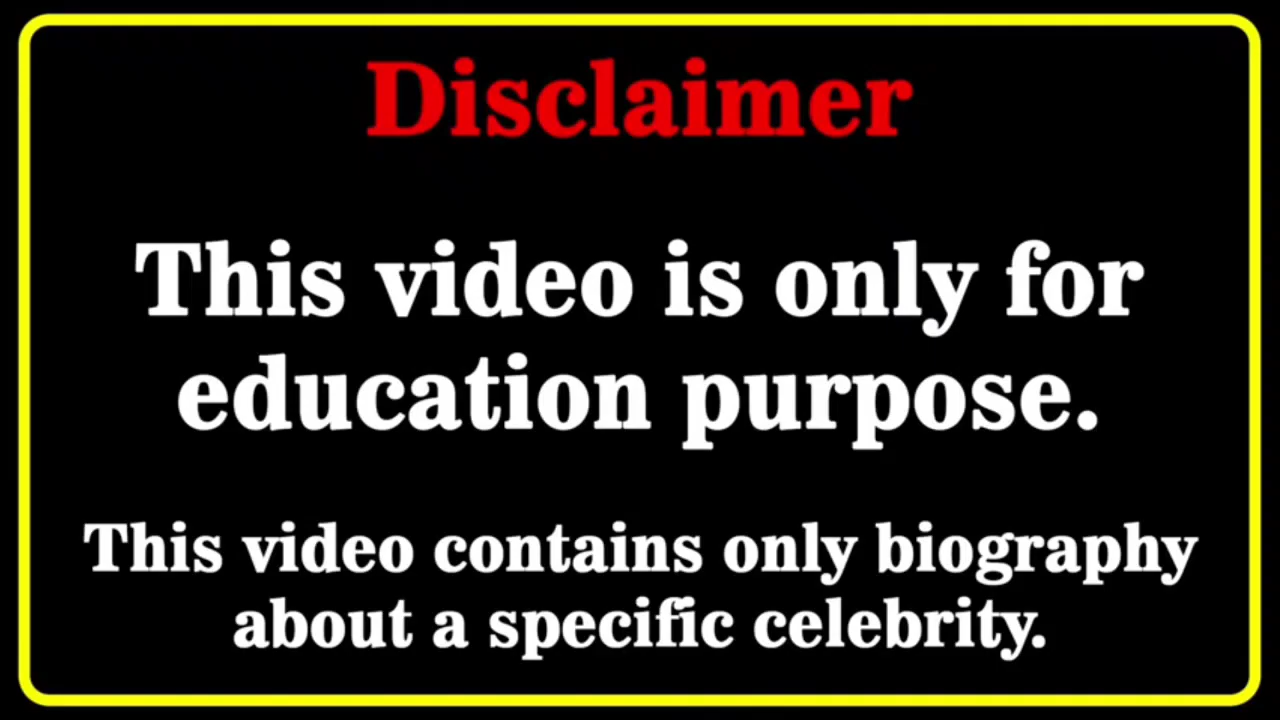 Disclaimer
This video is only for
education purpose.
This video contains only biography
about a specific celebrity.